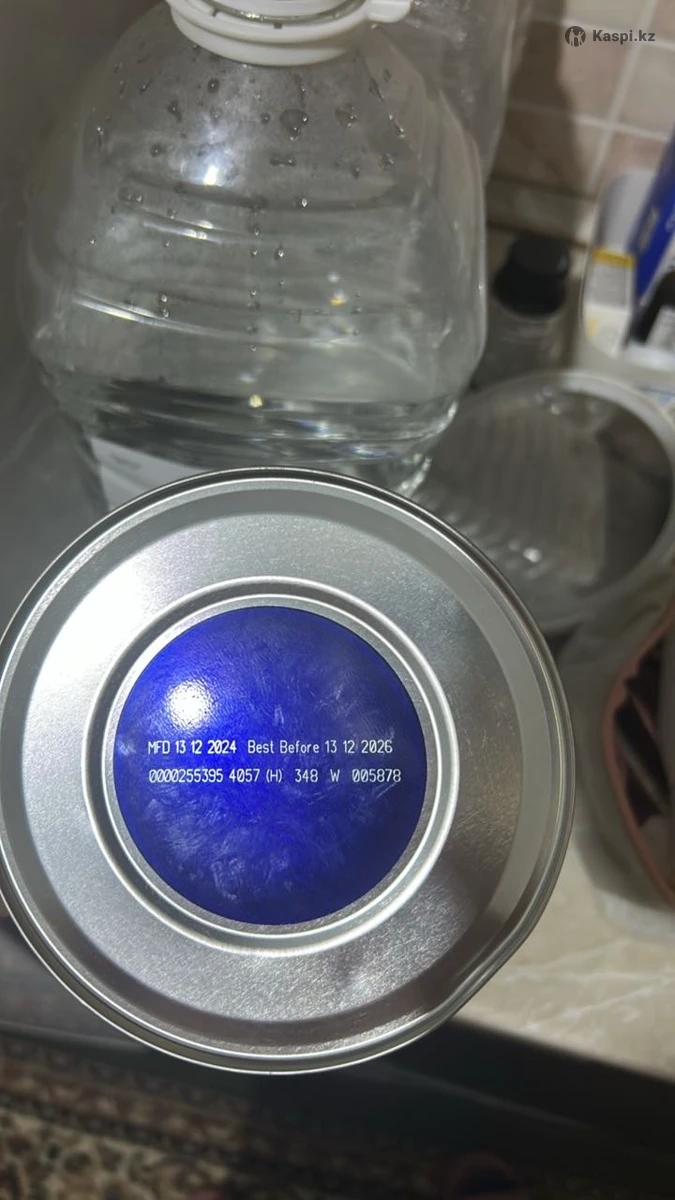 Kaspi.kz
MFD 13 12 2024 Best Before 13 12 2026
0000255395 4057 (H) 348 W 005878